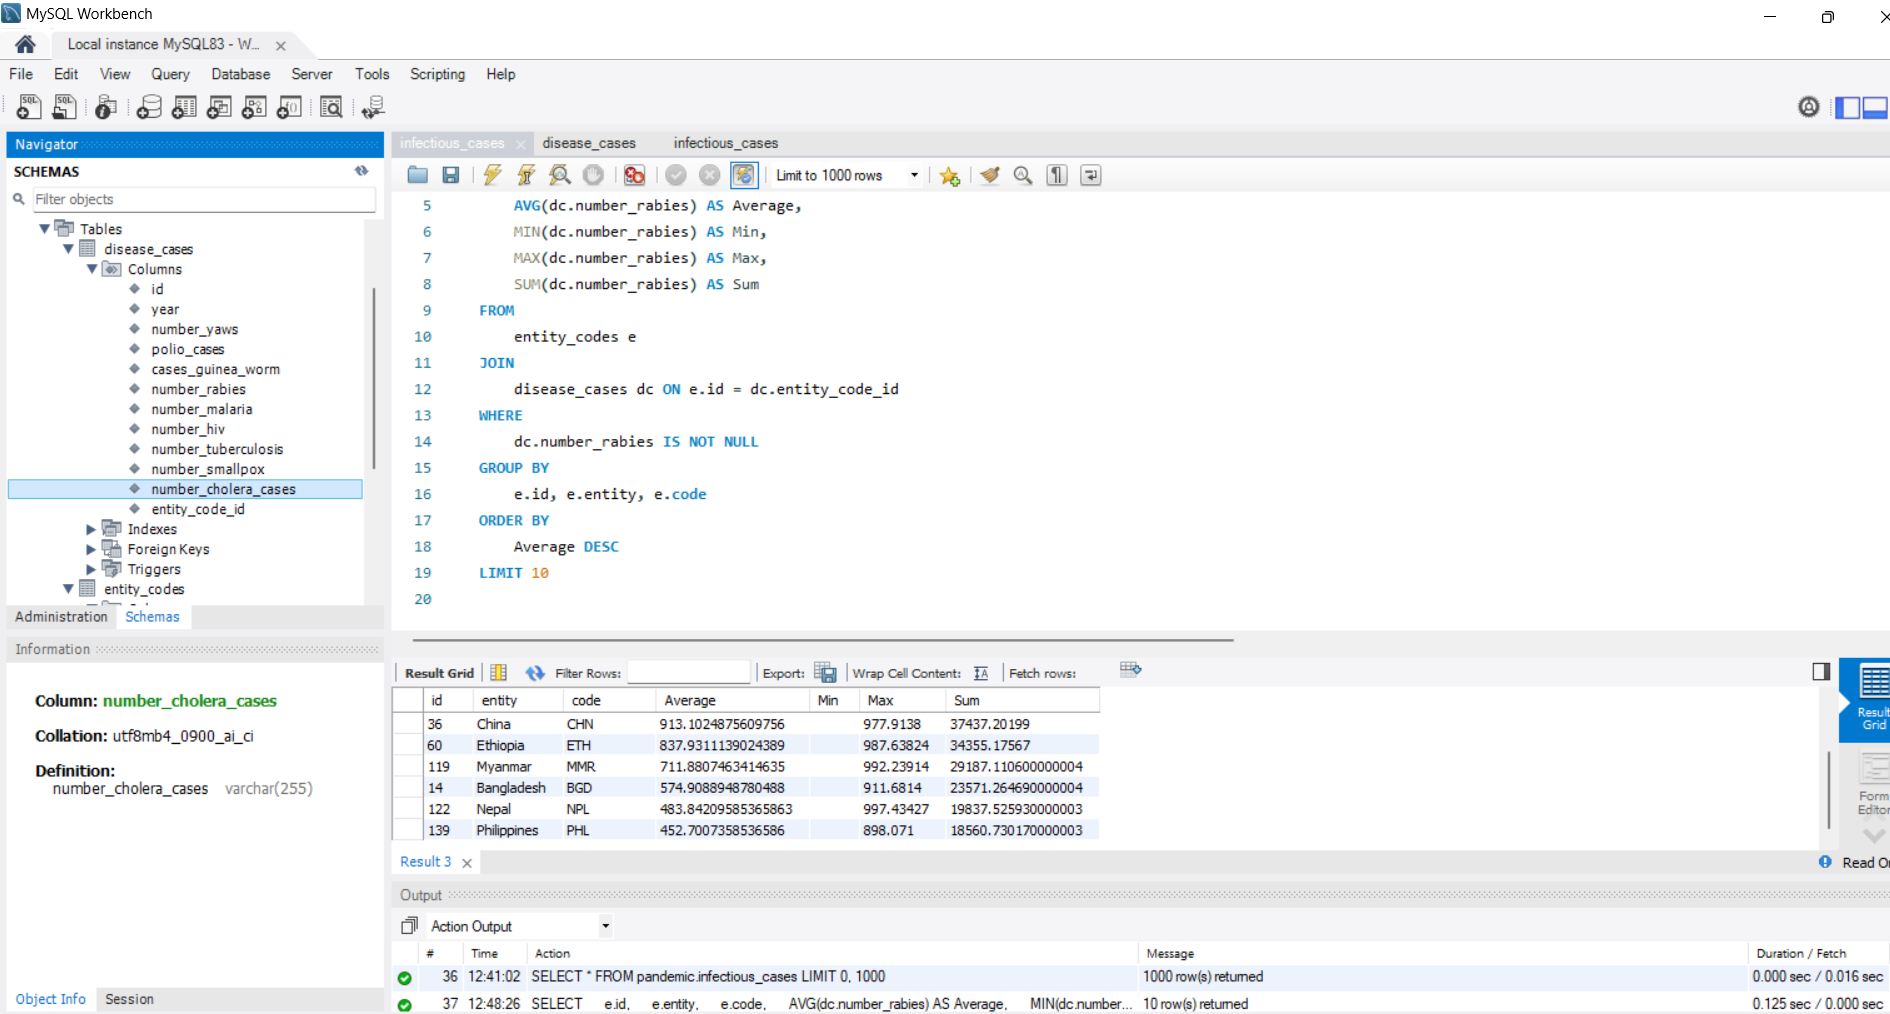 MySQL Workbench
Local instance MySQL83 - W...
File Edit View Query Database Server Tools Scripting Help
Navigator
SCHEMAS
Filter objects
Tables
disease_cases
Columns
id
year
number_yaws
polio_cases
cases_guinea_worm
number_rabies
number_malaria
number_hiv
number_tuberculosis
number_smallpox
number_cholera_cases
entity_code_id
Indexes
Foreign Keys
Triggers
entity_codes
Administration Schemas
Information
Column: number_cholera_cases
Collation: utf8mb4_0900_ai_ci
Definition:
number_cholera_cases varchar(255)
Object Info Session
infectious_cases disease_cases infectious_cases
Limit to 1000 rows
5 AVG(dc.number_rabies) AS Average,
6 MIN(dc.number_rabies) AS Min,
7 MAX(dc.number_rabies) AS Max,
8 SUM(dc.number_rabies) AS Sum
9 FROM
10 entity_codes e
11 JOIN
12 disease_cases dc ON e.id = dc.entity_code_id
13 WHERE
14 dc.number_rabies IS NOT NULL
15 GROUP BY
16 e.id, e.entity, e.code
17 ORDER BY
18 Average DESC
19 LIMIT 10
20
Result Grid Filter Rows: Export: Wrap Cell Content: Fetch rows:
id entity code Average Min Max Sum
36 China CHN 913.1024875609756 977.9138 37437.20199
60 Ethiopia ETH 837.9311139024389 987.63824 34355.17567
119 Myanmar MMR 711.8807463414635 992.23914 29187.110600000004
14 Bangladesh BGD 574.9088948780488 911.6814 23571.264690000004
122 Nepal NPL 483.84209585365863 997.43427 19837.525930000003
139 Philippines PHL 452.7007358536586 898.071 18560.730170000003
Result Grid
Form Editor
Result 3
Read O
Output
Action Output
# Time Action Message Duration / Fetch
36 12:41:02 SELECT * FROM pandemic.infectious_cases LIMIT 0, 1000 1000 row(s) returned 0.000 sec / 0.016 sec
37 12:48:26 SELECT e.id, e.entity, e.code, AVG(dc.number_rabies) AS Average, MIN(dc.number... 10 row(s) returned 0.125 sec / 0.000 sec